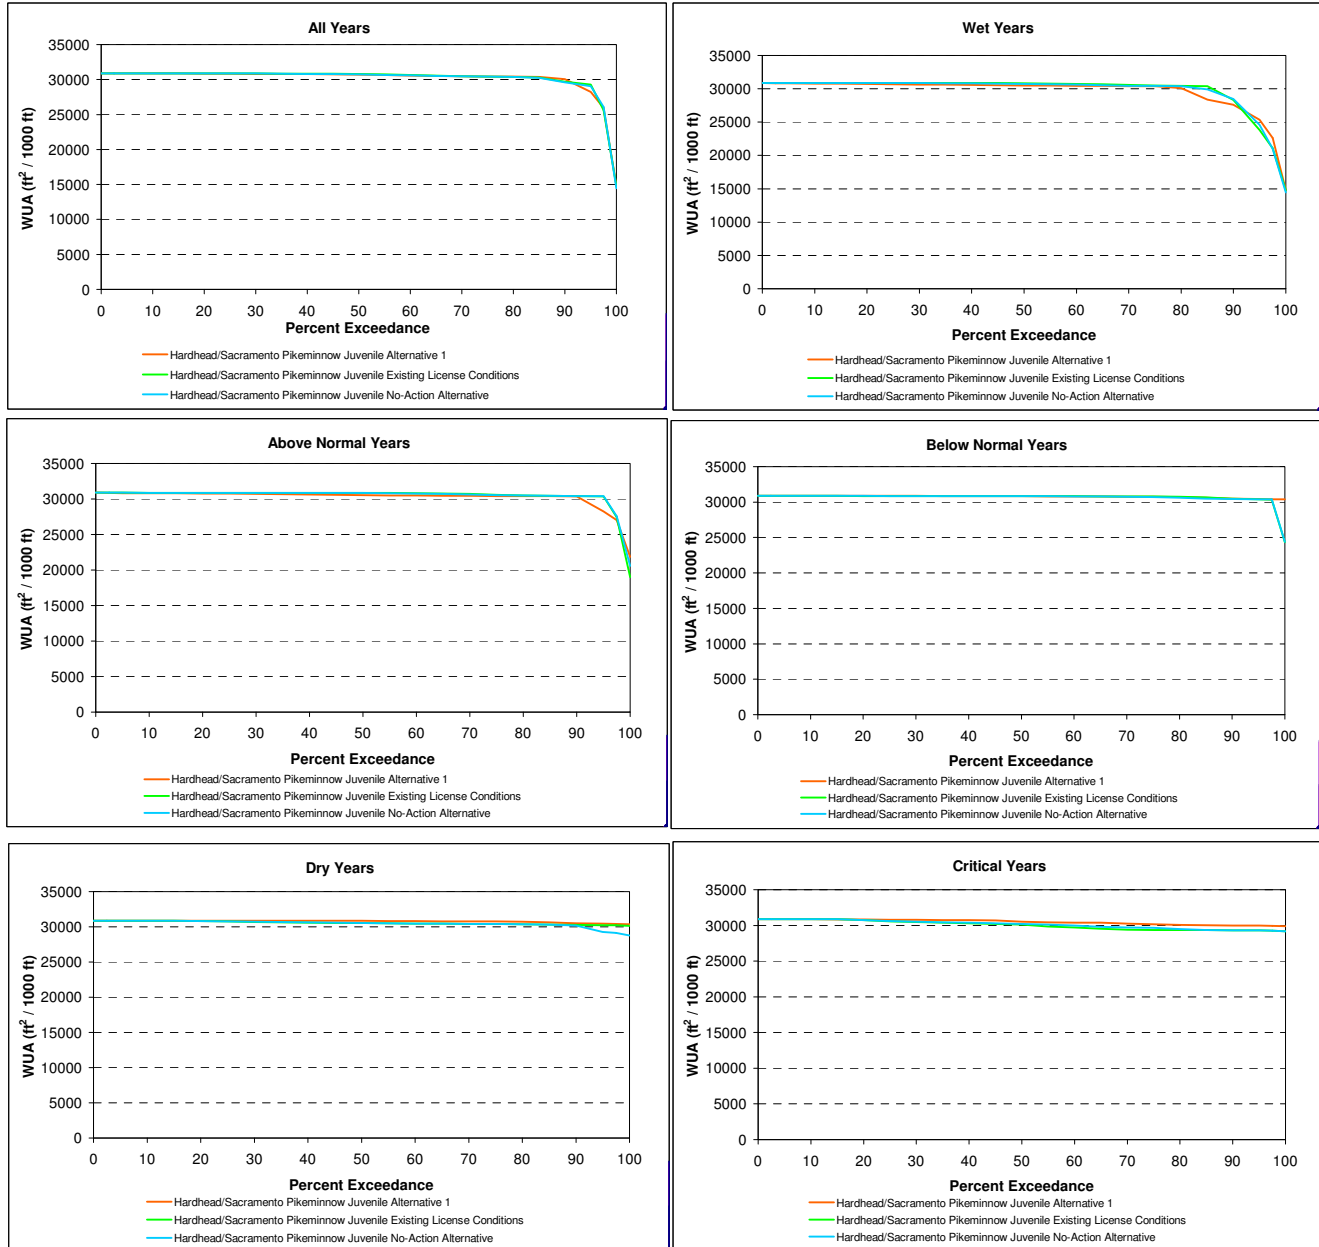 All Years
35000
30000
25000
20000
15000
10000
5000
0
WUA (ft² / 1000 ft)
0 10 20 30 40 50 60 70 80 90 100
Percent Exceedance
Hardhead/Sacramento Pikeminnow Juvenile Alternative 1
Hardhead/Sacramento Pikeminnow Juvenile Existing License Conditions
Hardhead/Sacramento Pikeminnow Juvenile No-Action Alternative
Wet Years
35000
30000
25000
20000
15000
10000
5000
0
WUA (ft² / 1000 ft)
0 10 20 30 40 50 60 70 80 90 100
Percent Exceedance
Hardhead/Sacramento Pikeminnow Juvenile Alternative 1
Hardhead/Sacramento Pikeminnow Juvenile Existing License Conditions
Hardhead/Sacramento Pikeminnow Juvenile No-Action Alternative
Above Normal Years
35000
30000
25000
20000
15000
10000
5000
0
WUA (ft² / 1000 ft)
0 10 20 30 40 50 60 70 80 90 100
Percent Exceedance
Hardhead/Sacramento Pikeminnow Juvenile Alternative 1
Hardhead/Sacramento Pikeminnow Juvenile Existing License Conditions
Hardhead/Sacramento Pikeminnow Juvenile No-Action Alternative
Below Normal Years
35000
30000
25000
20000
15000
10000
5000
0
WUA (ft² / 1000 ft)
0 10 20 30 40 50 60 70 80 90 100
Percent Exceedance
Hardhead/Sacramento Pikeminnow Juvenile Alternative 1
Hardhead/Sacramento Pikeminnow Juvenile Existing License Conditions
Hardhead/Sacramento Pikeminnow Juvenile No-Action Alternative
Dry Years
35000
30000
25000
20000
15000
10000
5000
0
WUA (ft² / 1000 ft)
0 10 20 30 40 50 60 70 80 90 100
Percent Exceedance
Hardhead/Sacramento Pikeminnow Juvenile Alternative 1
Hardhead/Sacramento Pikeminnow Juvenile Existing License Conditions
Hardhead/Sacramento Pikeminnow Juvenile No-Action Alternative
Critical Years
35000
30000
25000
20000
15000
10000
5000
0
WUA (ft² / 1000 ft)
0 10 20 30 40 50 60 70 80 90 100
Percent Exceedance
Hardhead/Sacramento Pikeminnow Juvenile Alternative 1
Hardhead/Sacramento Pikeminnow Juvenile Existing License Conditions
Hardhead/Sacramento Pikeminnow Juvenile No-Action Alternative